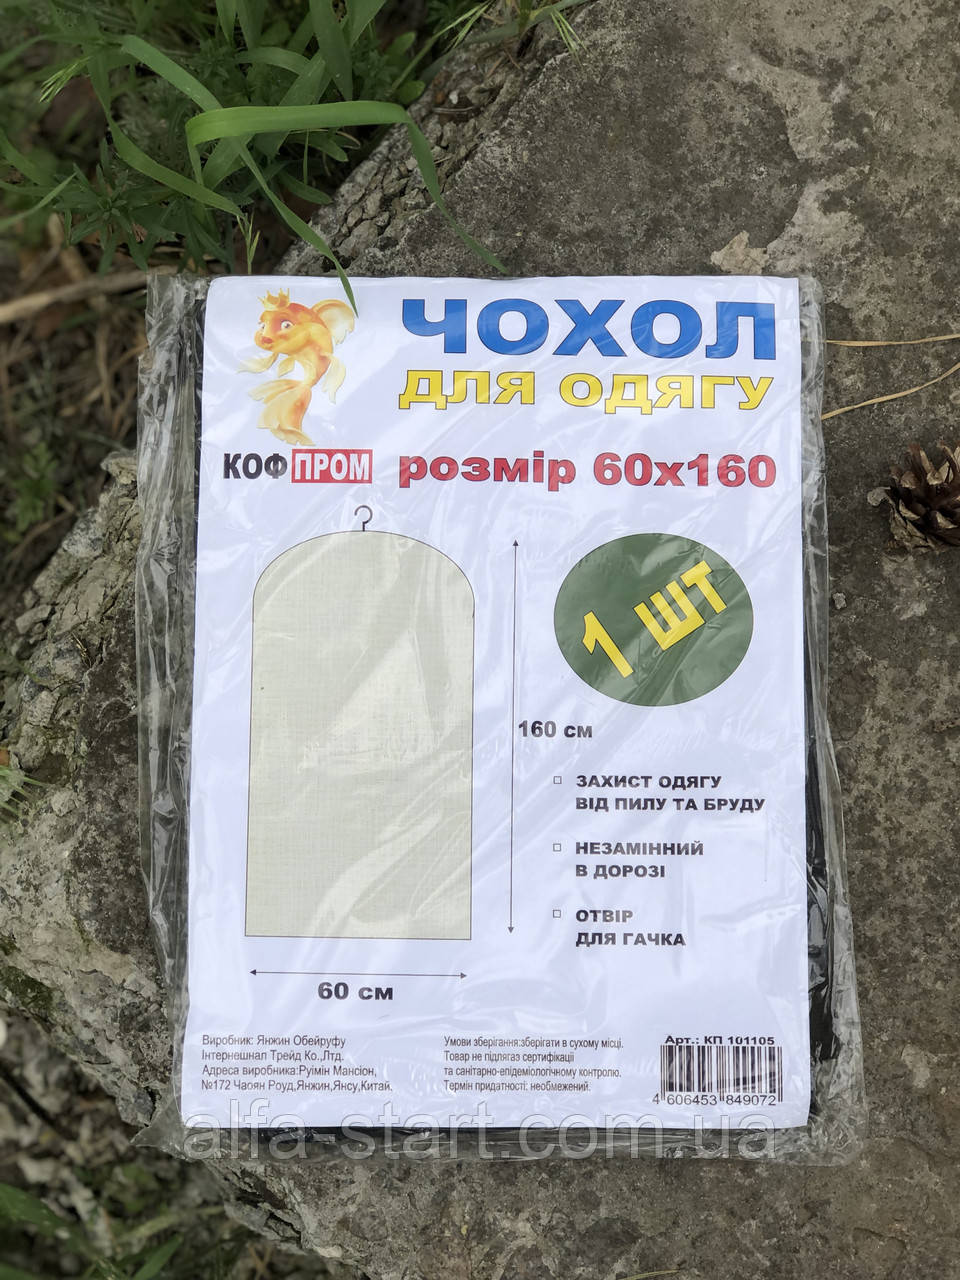 ЧОХОЛ
ДЛЯ ОДЯГУ
КОФПРОМ
розмір 60х160
1 ШТ
160 см
ЗАХИСТ ОДЯГУ
ВІД ПИЛУ ТА БРУДУ
НЕЗАМІННИЙ
В ДОРОЗІ
ОТВІР
ДЛЯ ГАЧКА
60 см
Виробник: Янжин Обейруфу
Інтернешнал Трейд Ко.,Лтд.
Адреса виробника:Руімін Мансіон,
№172 Чаоян Роуд,Янжин,Янсу,Китай.
Умови зберігання:зберігати в сухому місці.
Товар не підлягаз сертифікації
та санітарно-епідеміологічному контролю.
Термін придатності: необмежений.
Арт.: КП 101105
4 606453 849072
alfa-start.com.ua